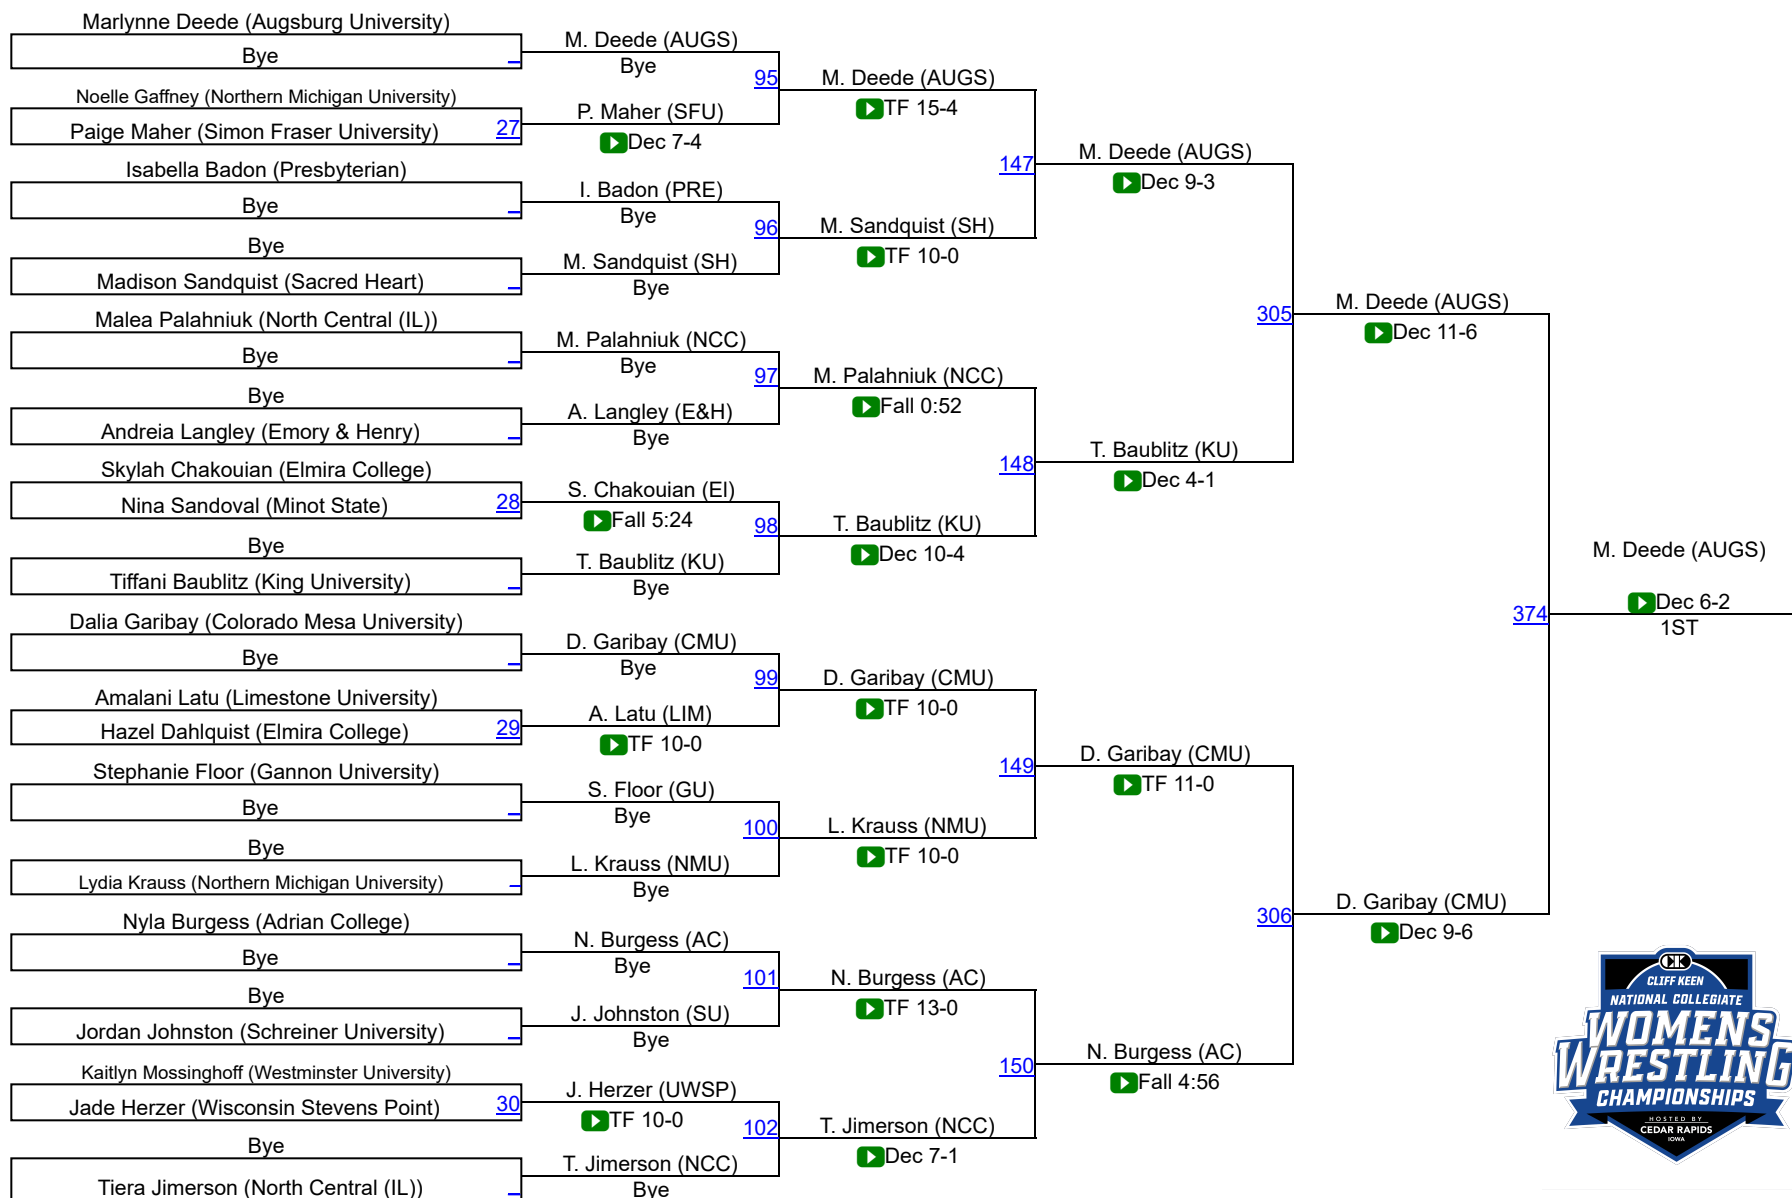 Marlynne Deede (Augsburg University)
Bye
Noelle Gaffney (Northern Michigan University)
Paige Maher (Simon Fraser University) 27
Isabella Badon (Presbyterian)
Bye
Bye
Madison Sandquist (Sacred Heart)
Malea Palahniuk (North Central (IL))
Bye
Bye
Andreia Langley (Emory & Henry)
Skylah Chakouian (Elmira College)
Nina Sandoval (Minot State) 28
Bye
Tiffani Baublitz (King University)
Dalia Garibay (Colorado Mesa University)
Bye
Amalani Latu (Limestone University)
Hazel Dahlquist (Elmira College) 29
Stephanie Floor (Gannon University)
Bye
Bye
Lydia Krauss (Northern Michigan University)
Nyla Burgess (Adrian College)
Bye
Bye
Jordan Johnston (Schreiner University)
Kaitlyn Mossinghoff (Westminster University)
Jade Herzer (Wisconsin Stevens Point) 30
Bye
Tiera Jimerson (North Central (IL))
M. Deede (AUGS)
Bye
95
P. Maher (SFU)
Dec 7-4
I. Badon (PRE)
Bye
96
M. Sandquist (SH)
Bye
M. Palahniuk (NCC)
Bye
97
A. Langley (E&H)
Bye
S. Chakouian (El)
Fall 5:24
98
T. Baublitz (KU)
Bye
D. Garibay (CMU)
Bye
99
A. Latu (LIM)
TF 10-0
S. Floor (GU)
Bye
100
L. Krauss (NMU)
Bye
N. Burgess (AC)
Bye
101
J. Johnston (SU)
Bye
J. Herzer (UWSP)
TF 10-0
102
T. Jimerson (NCC)
Bye
M. Deede (AUGS)
TF 15-4
147
M. Sandquist (SH)
TF 10-0
M. Palahniuk (NCC)
Fall 0:52
148
T. Baublitz (KU)
Dec 10-4
D. Garibay (CMU)
TF 10-0
149
L. Krauss (NMU)
TF 10-0
N. Burgess (AC)
TF 13-0
150
T. Jimerson (NCC)
Dec 7-1
M. Deede (AUGS)
Dec 9-3
305
T. Baublitz (KU)
Dec 4-1
D. Garibay (CMU)
TF 11-0
306
N. Burgess (AC)
Fall 4:56
M. Deede (AUGS)
Dec 11-6
374
D. Garibay (CMU)
Dec 9-6
M. Deede (AUGS)
Dec 6-2
1ST
CK
CLIFF KEEN
NATIONAL COLLEGIATE
WOMENS
WRESTLING
CHAMPIONSHIPS
HOSTED BY
CEDAR RAPIDS
IOWA